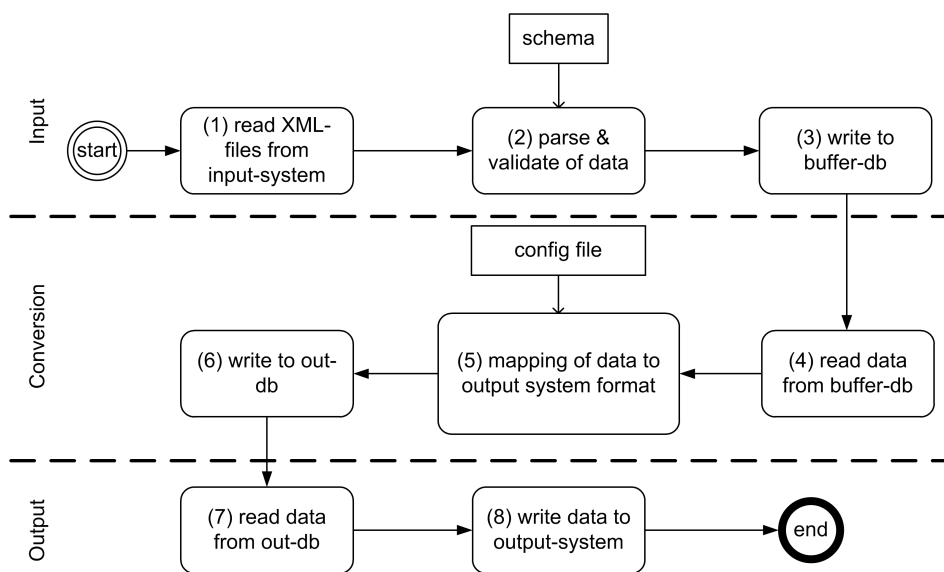 schema
Input
start
(1) read XML-
files from
input-system
(2) parse &
validate of data
(3) write to
buffer-db
config file
Conversion
(6) write to out-
db
(5) mapping of data to
output system format
(4) read data
from buffer-db
Output
(7) read data
from out-db
(8) write data to
output-system
end